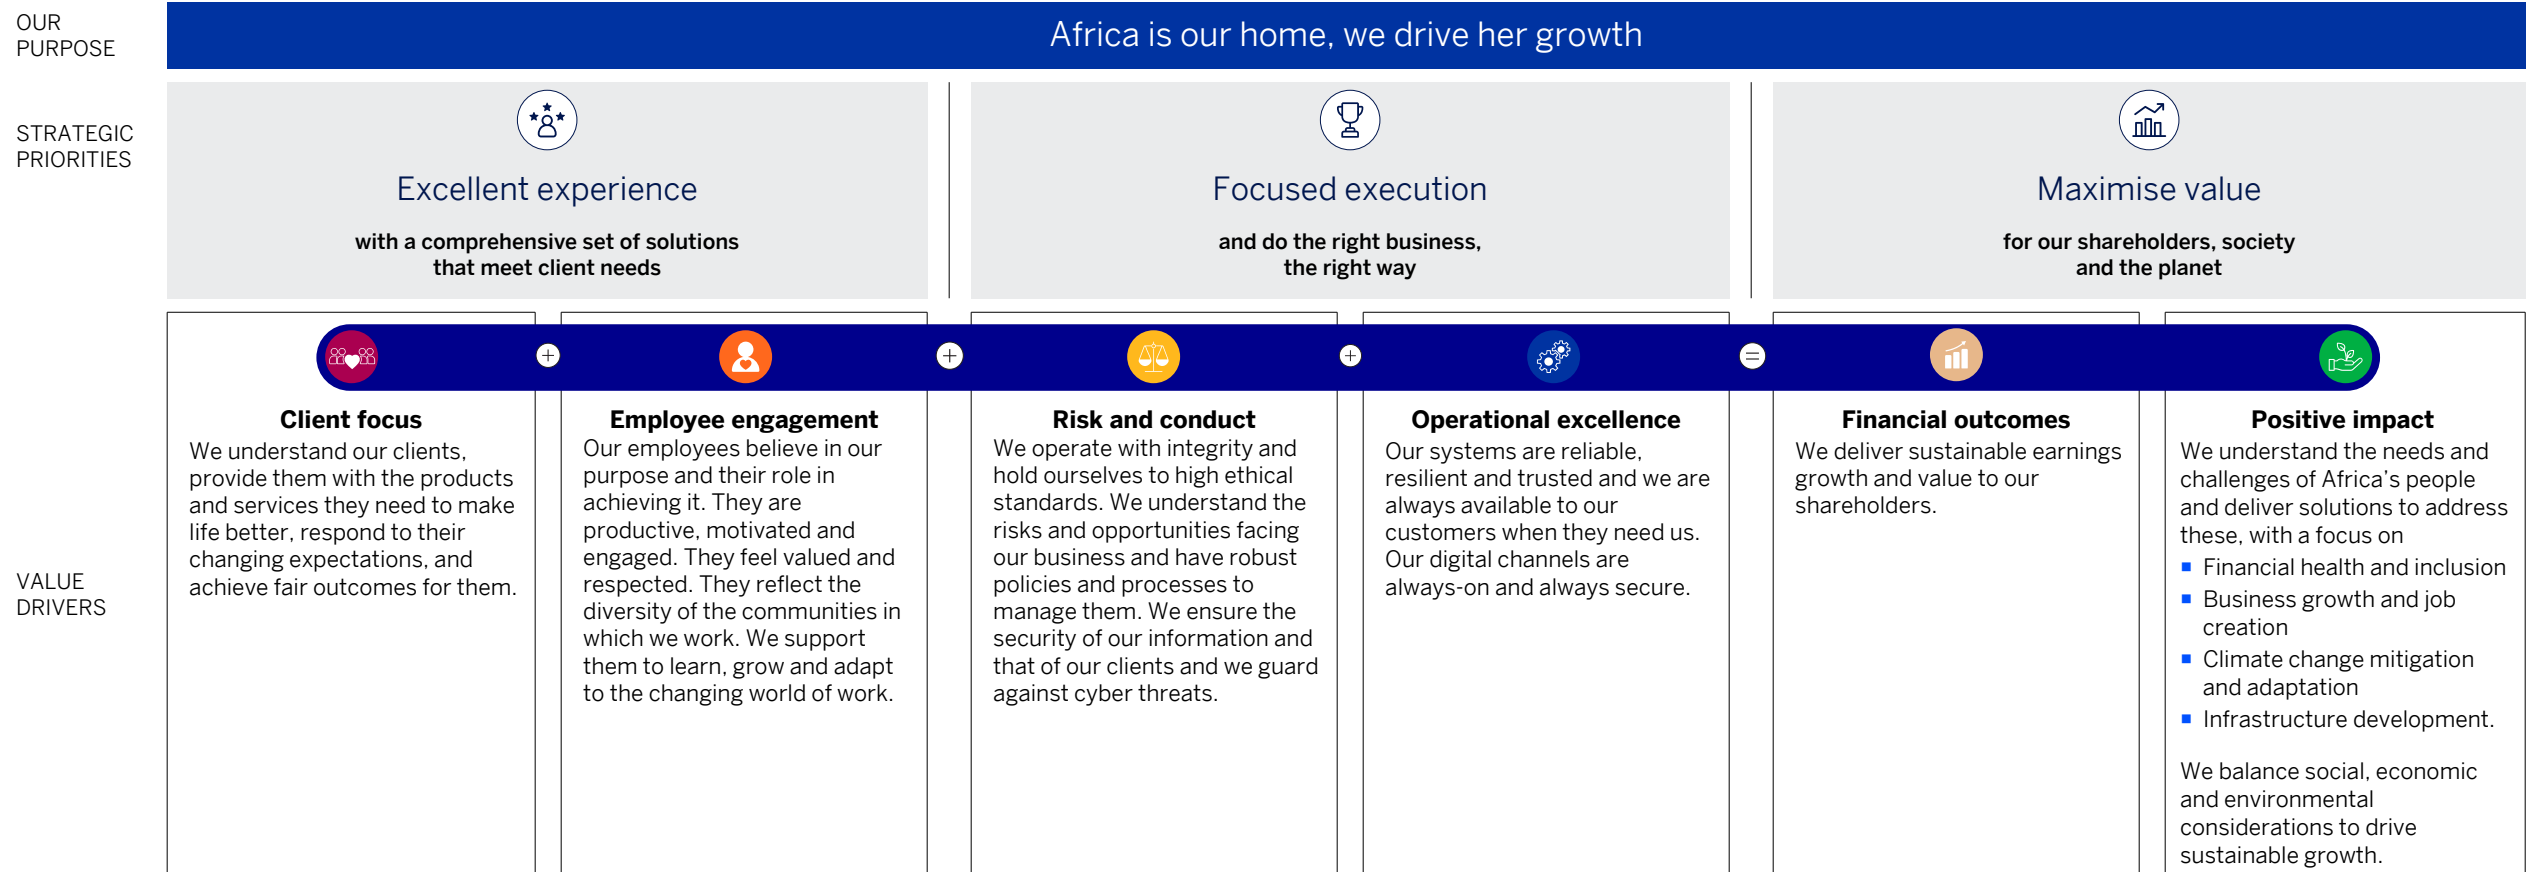 OUR
PURPOSE
Africa is our home, we drive her growth
STRATEGIC
PRIORITIES
Excellent experience
with a comprehensive set of solutions
that meet client needs
Focused execution
and do the right business,
the right way
Maximise value
for our shareholders, society
and the planet
VALUE
DRIVERS
Client focus
We understand our clients,
provide them with the products
and services they need to make
life better, respond to their
changing expectations, and
achieve fair outcomes for them.
+
Employee engagement
Our employees believe in our
purpose and their role in
achieving it. They are
productive, motivated and
engaged. They feel valued and
respected. They reflect the
diversity of the communities in
which we work. We support
them to learn, grow and adapt
to the changing world of work.
+
Risk and conduct
We operate with integrity and
hold ourselves to high ethical
standards. We understand the
risks and opportunities facing
our business and have robust
policies and processes to
manage them. We ensure the
security of our information and
that of our clients and we guard
against cyber threats.
+
Operational excellence
Our systems are reliable,
resilient and trusted and we are
always available to our
customers when they need us.
Our digital channels are
always-on and always secure.
=
Financial outcomes
We deliver sustainable earnings
growth and value to our
shareholders.
Positive impact
We understand the needs and
challenges of Africa's people
and deliver solutions to address
these, with a focus on
▪ Financial health and inclusion
▪ Business growth and job
creation
▪ Climate change mitigation
and adaptation
▪ Infrastructure development.
We balance social, economic
and environmental
considerations to drive
sustainable growth.